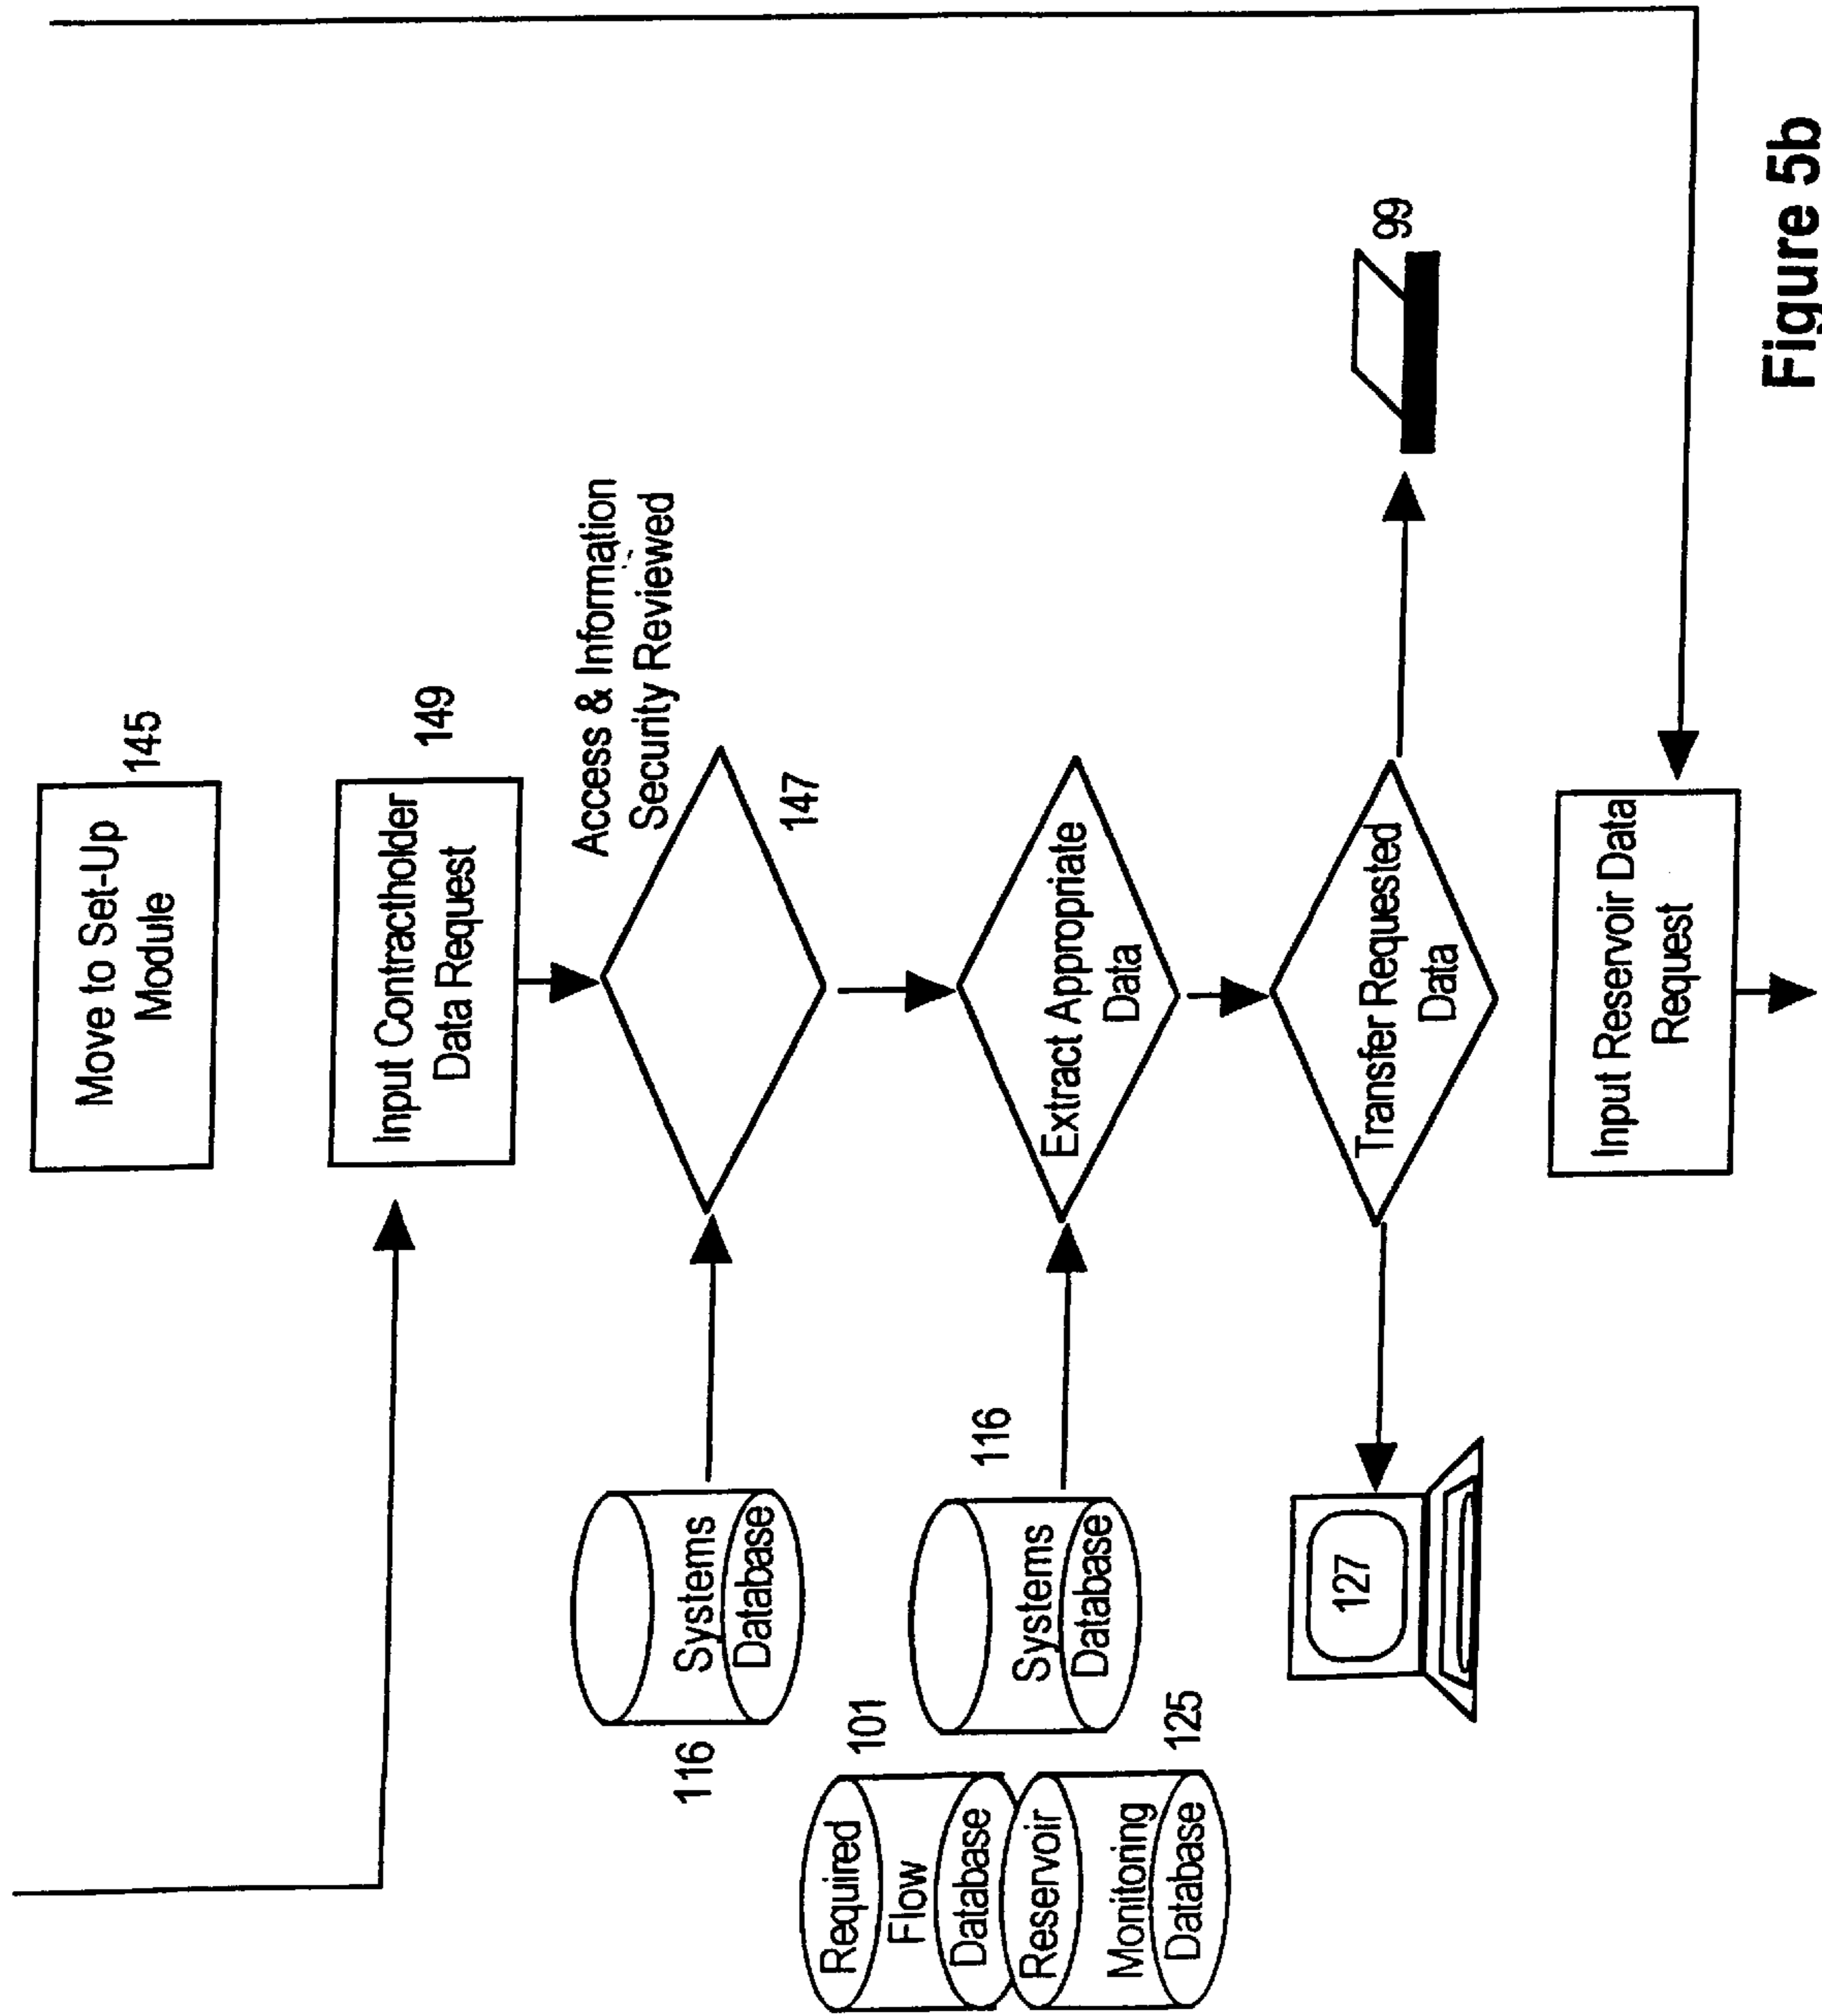 Move to Set-Up
Module
145
Input Contractholder
Data Request
149
Access & Information
Security Reviewed
147
Systems
Database
116
Extract Appropriate
Data
Systems
Database
116
Required
Flow
Database
101
Reservoir
Monitoring
Database
125
Transfer Requested
Data
127
99
Input Reservoir Data
Request
Figure 5b